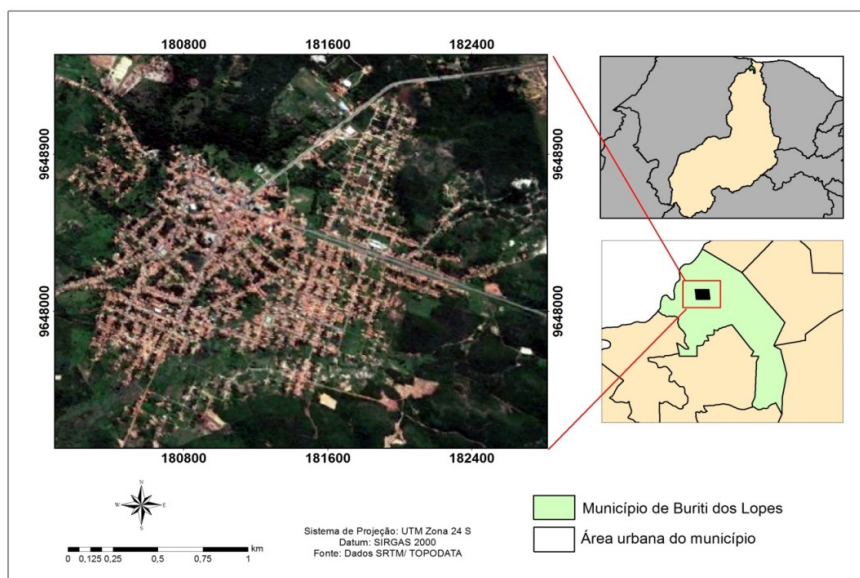 180800 181600 182400
9648900
9648900
9648000
9648000
180800 181600 182400
N
W E
S
0 0,125 0,25 0,5 0,75 1
km
Sistema de Projeção: UTM Zona 24 S
Datum: SIRGAS 2000
Fonte: Dados SRTM/ TOPODATA
Município de Buriti dos Lopes
Área urbana do município